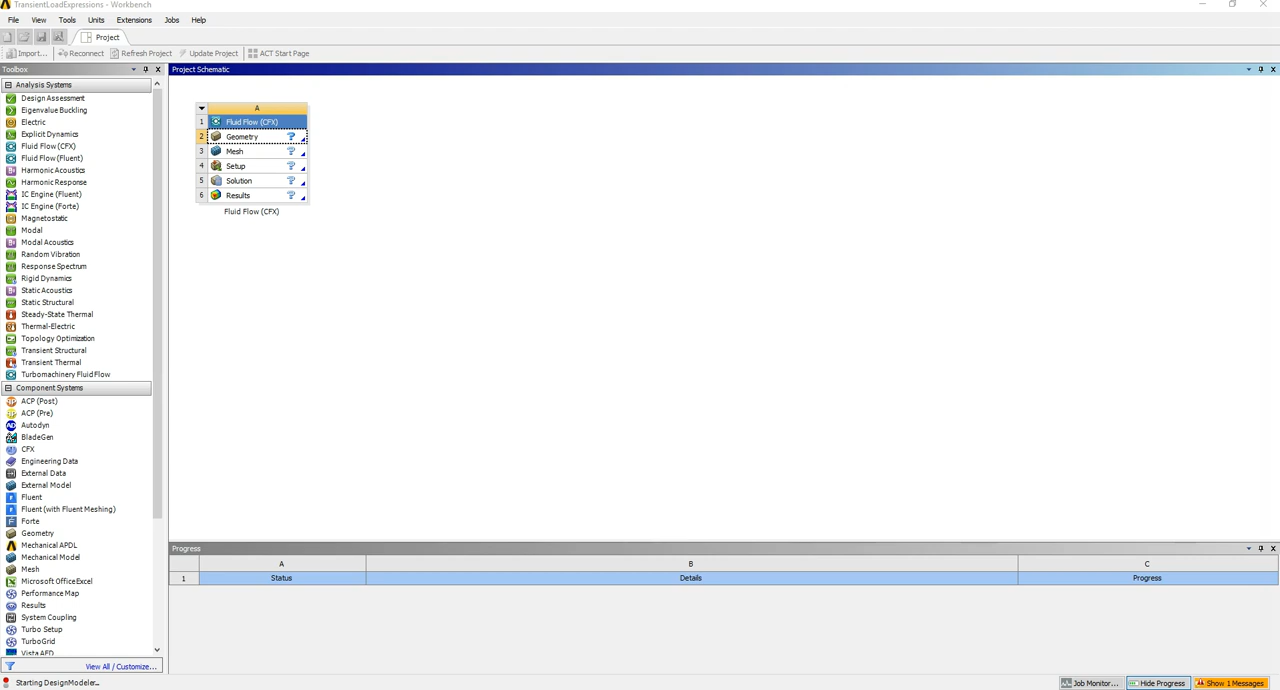 TransientLoadExpressions - Workbench
File View Tools Units Extensions Jobs Help
Project
Import... Reconnect Refresh Project Update Project ACT Start Page
Toolbox
Analysis Systems
Design Assessment
Eigenvalue Buckling
Electric
Explicit Dynamics
Fluid Flow (CFX)
Fluid Flow (Fluent)
Harmonic Acoustics
Harmonic Response
IC Engine (Fluent)
IC Engine (Forte)
Magnetostatic
Modal
Modal Acoustics
Random Vibration
Response Spectrum
Rigid Dynamics
Static Acoustics
Static Structural
Steady-State Thermal
Thermal-Electric
Topology Optimization
Transient Structural
Transient Thermal
Turbomachinery Fluid Flow
Component Systems
ACP (Post)
ACP (Pre)
Autodyn
BladeGen
CFX
Engineering Data
External Data
External Model
Fluent
Fluent (with Fluent Meshing)
Forte
Geometry
Mechanical APDL
Mechanical Model
Mesh
Microsoft Office Excel
Performance Map
Results
System Coupling
Turbo Setup
TurboGrid
Vista AFD
View All / Customize...
Project Schematic
A
1 Fluid Flow (CFX)
2 Geometry ?
3 Mesh ?
4 Setup ?
5 Solution ?
6 Results ?
Fluid Flow (CFX)
Progress
A B C
1 Status Details Progress
Starting DesignModeler...
Job Monitor... Hide Progress Show 1 Messages